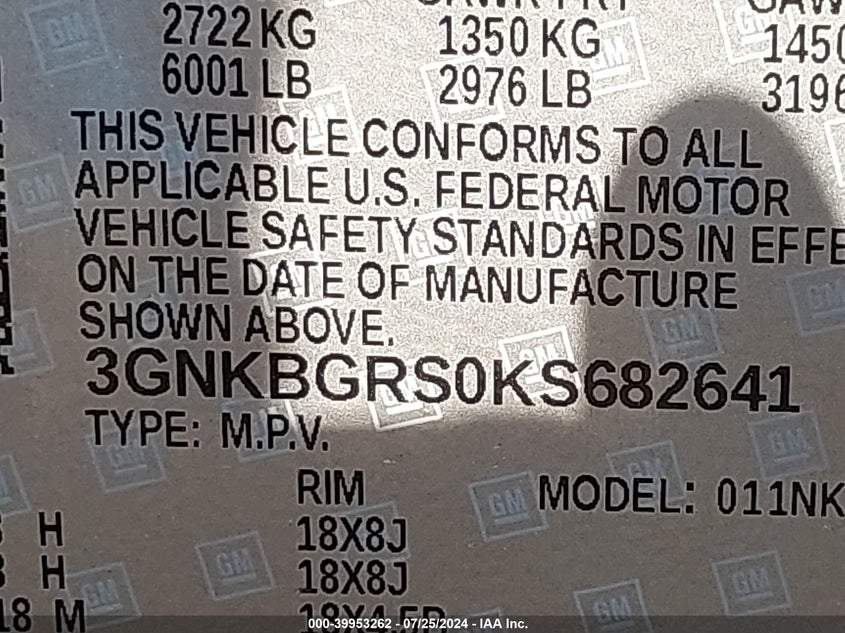 2722 KG 1350 KG
6001 LB 2976 LB
THIS VEHICLE CONFORMS TO ALL
APPLICABLE U.S. FEDERAL MOTOR
VEHICLE SAFETY STANDARDS IN EFFE
ON THE DATE OF MANUFACTURE
SHOWN ABOVE.
3GNKBGRS0KS682641
TYPE: M.P.V.
RIM MODEL: 011NK
H 18X8J
H 18X8J
18 M
000-39953262 - 07/25/2024 - IAA Inc.